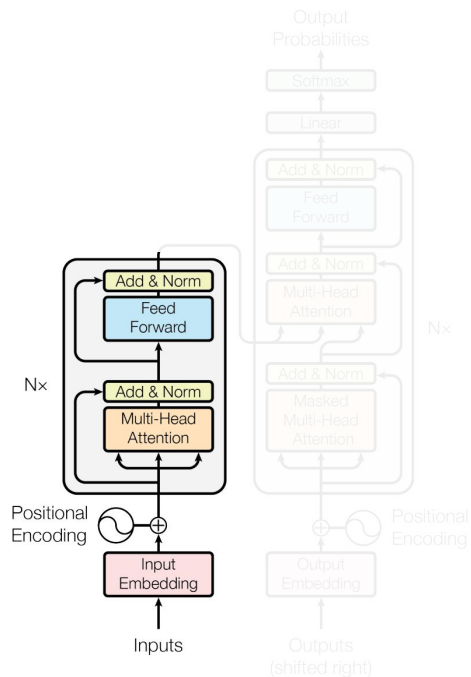 Output
Probabilities
Softmax
Linear
Add & Norm
Feed
Forward
Add & Norm
Multi-Head
Attention
Nx
Add & Norm
Masked
Multi-Head
Attention
Positional
Encoding
Output
Embedding
Outputs
(shifted right)
Add & Norm
Feed
Forward
N×
Add & Norm
Multi-Head
Attention
Positional
Encoding
Input
Embedding
Inputs